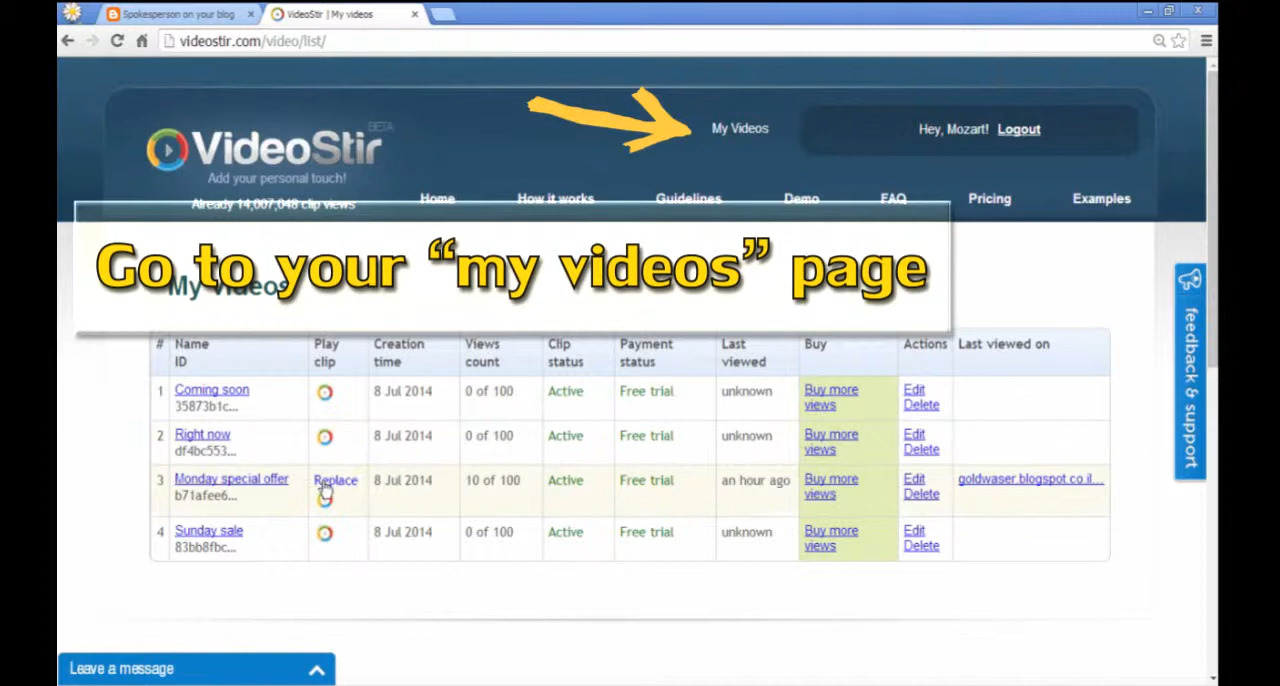 Spokesperson on your blog
VideoStir | My videos
videostir.com/video/list/
My Videos
Hey, Mozart! Logout
VideoStir BETA
Add your personal touch!
Already 14,007,048 clip views
Home How it works Guidelines Demo FAQ Pricing Examples
Go to your “my videos” page
My Videos
# Name ID Play clip Creation time Views count Clip status Payment status Last viewed Buy Actions Last viewed on
1 Coming soon 8 Jul 2014 0 of 100 Active Free trial unknown Buy more views Edit
35873b1c... Delete
2 Right now 8 Jul 2014 0 of 100 Active Free trial unknown Buy more views Edit
df4bc553... Delete
3 Monday special offer Replace 8 Jul 2014 10 of 100 Active Free trial an hour ago Buy more views Edit goldwaser.blogspot.co.il...
b71afee6... Delete
4 Sunday sale 8 Jul 2014 0 of 100 Active Free trial unknown Buy more views Edit
83bb8fbc... Delete
feedback & support
Leave a message